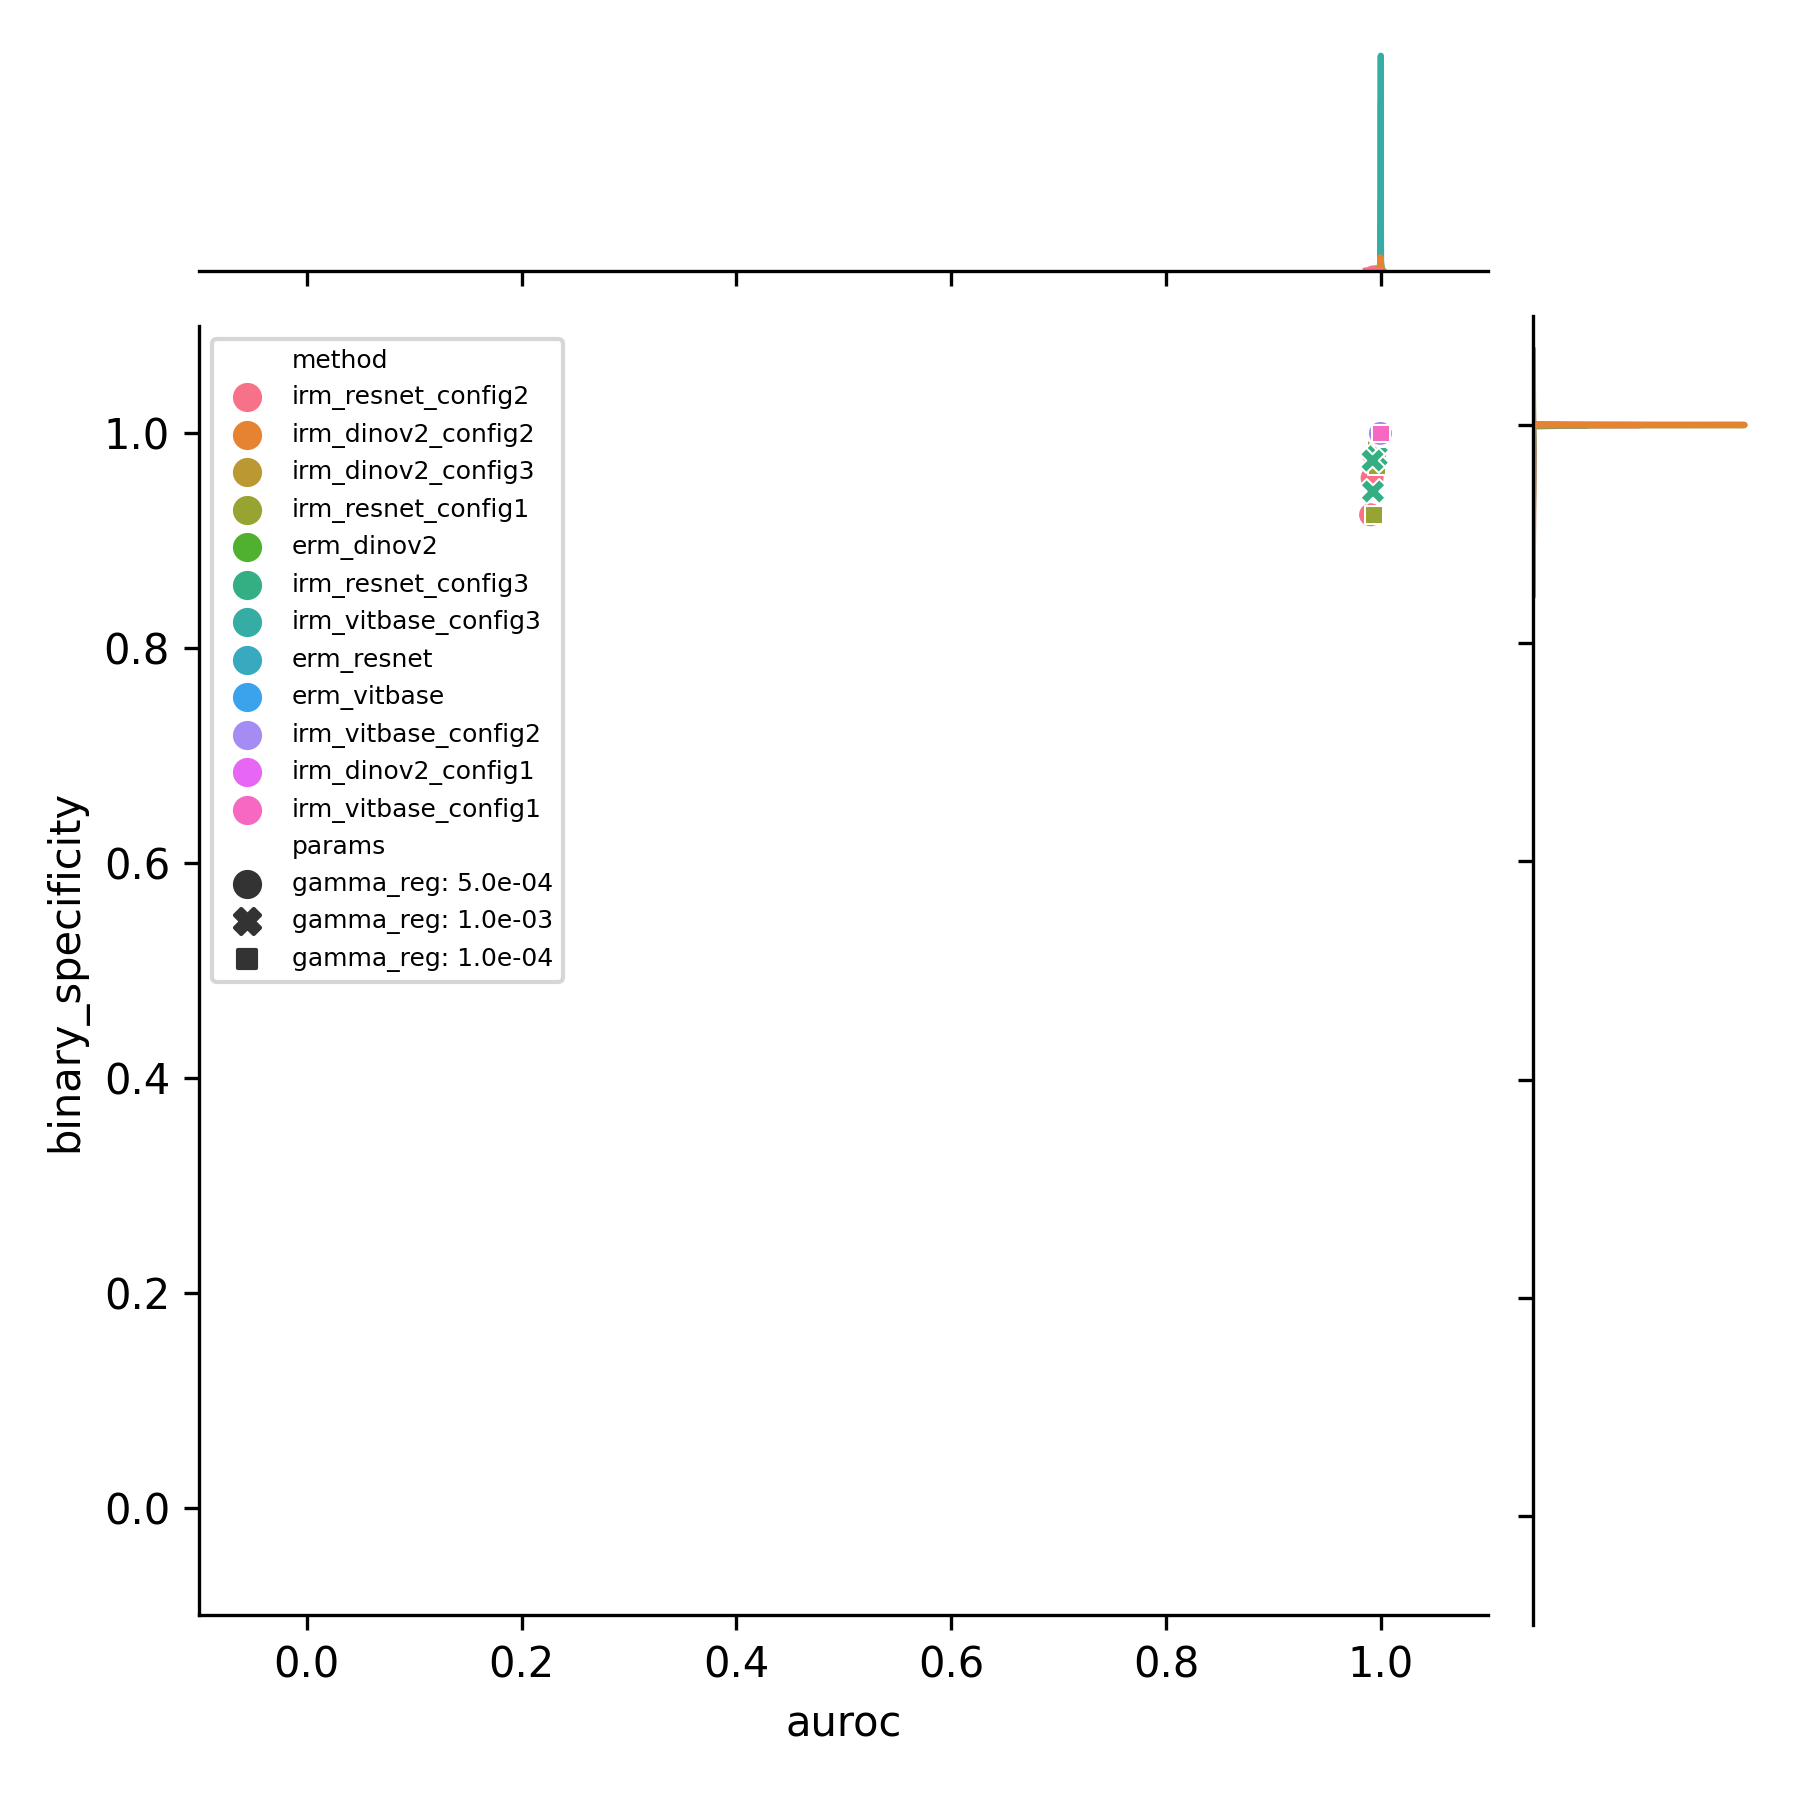 method
irm_resnet_config2
irm_dinov2_config2
irm_dinov2_config3
irm_resnet_config1
erm_dinov2
irm_resnet_config3
irm_vitbase_config3
erm_resnet
erm_vitbase
irm_vitbase_config2
irm_dinov2_config1
irm_vitbase_config1
params
gamma_reg: 5.0e-04
gamma_reg: 1.0e-03
gamma_reg: 1.0e-04
binary_specificity
1.0
0.8
0.6
0.4
0.2
0.0
0.0 0.2 0.4 0.6 0.8 1.0
auroc